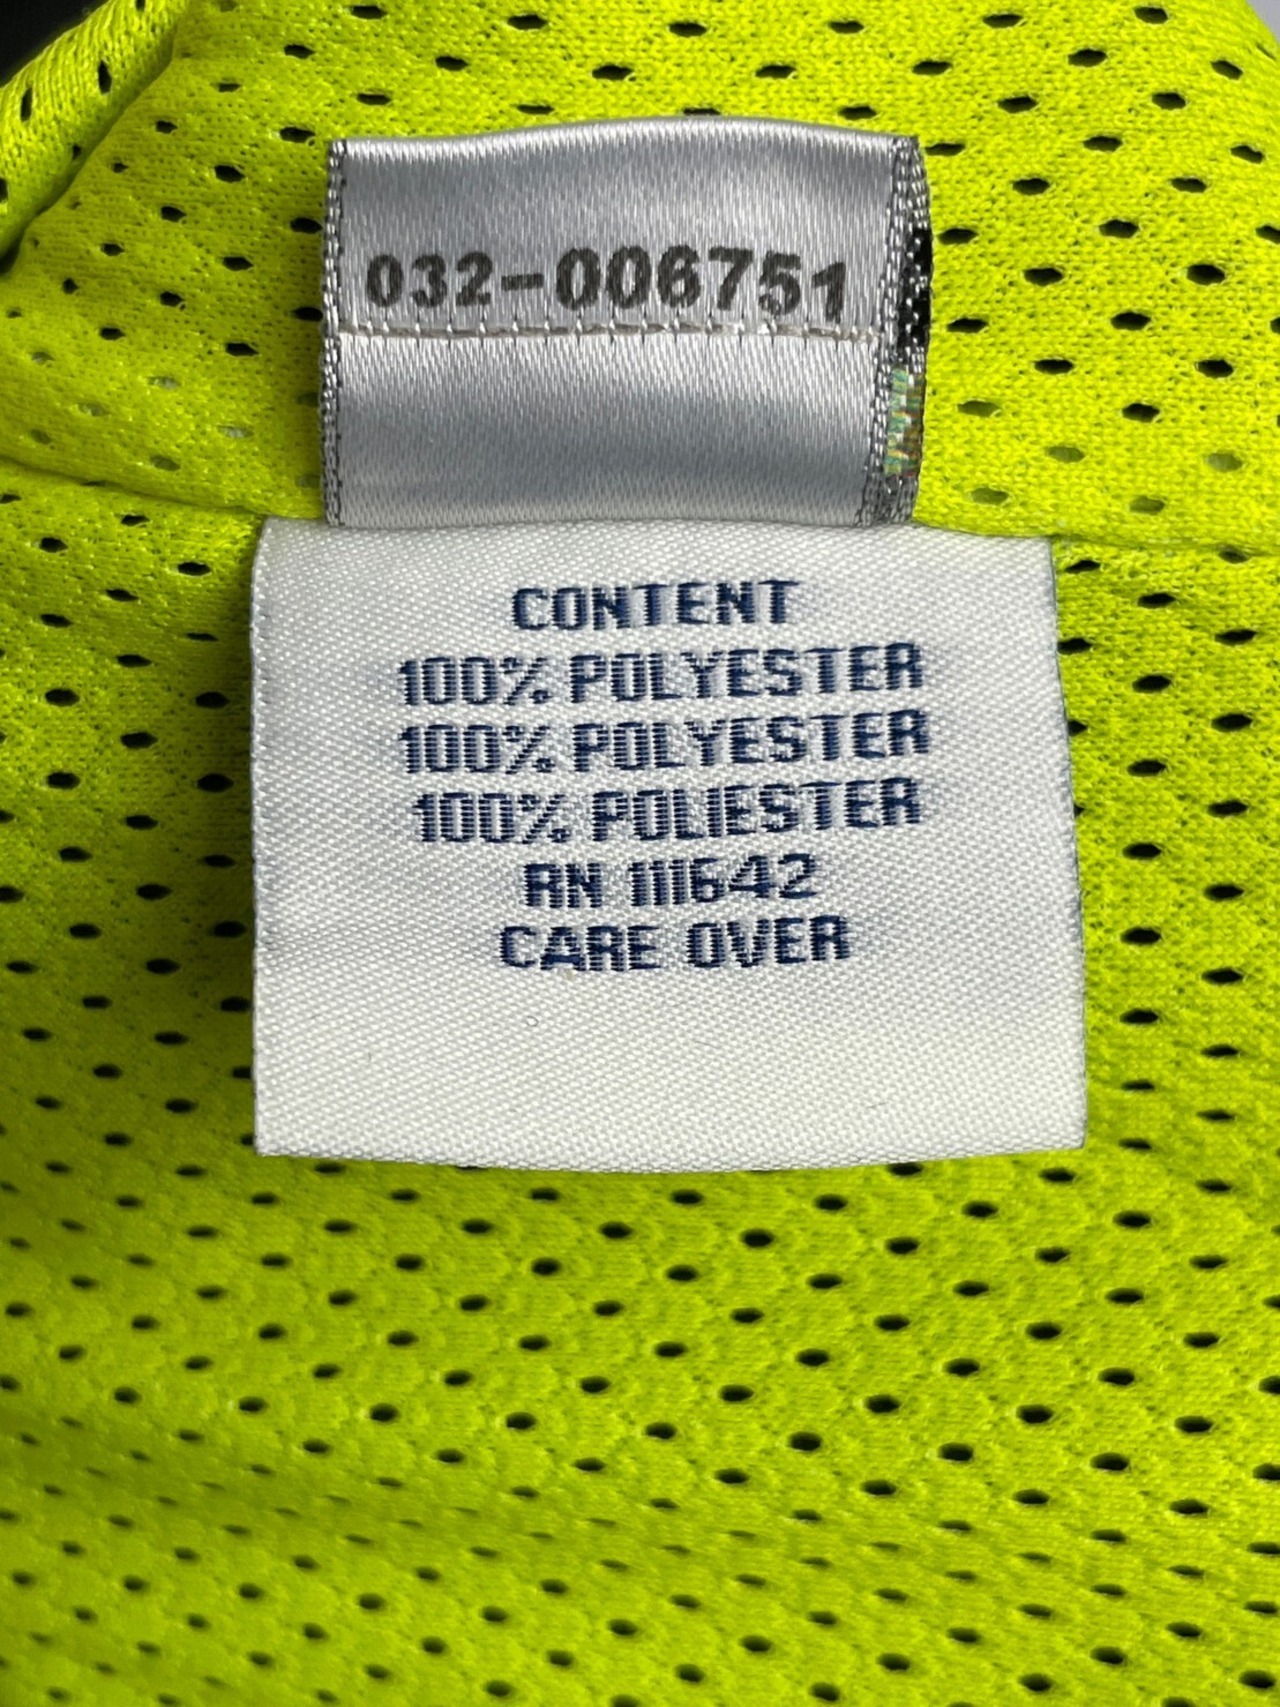 032-006751
CONTENT
100% POLYESTER
100% POLYESTER
100% POLIESTER
RN 111642
CARE OVER